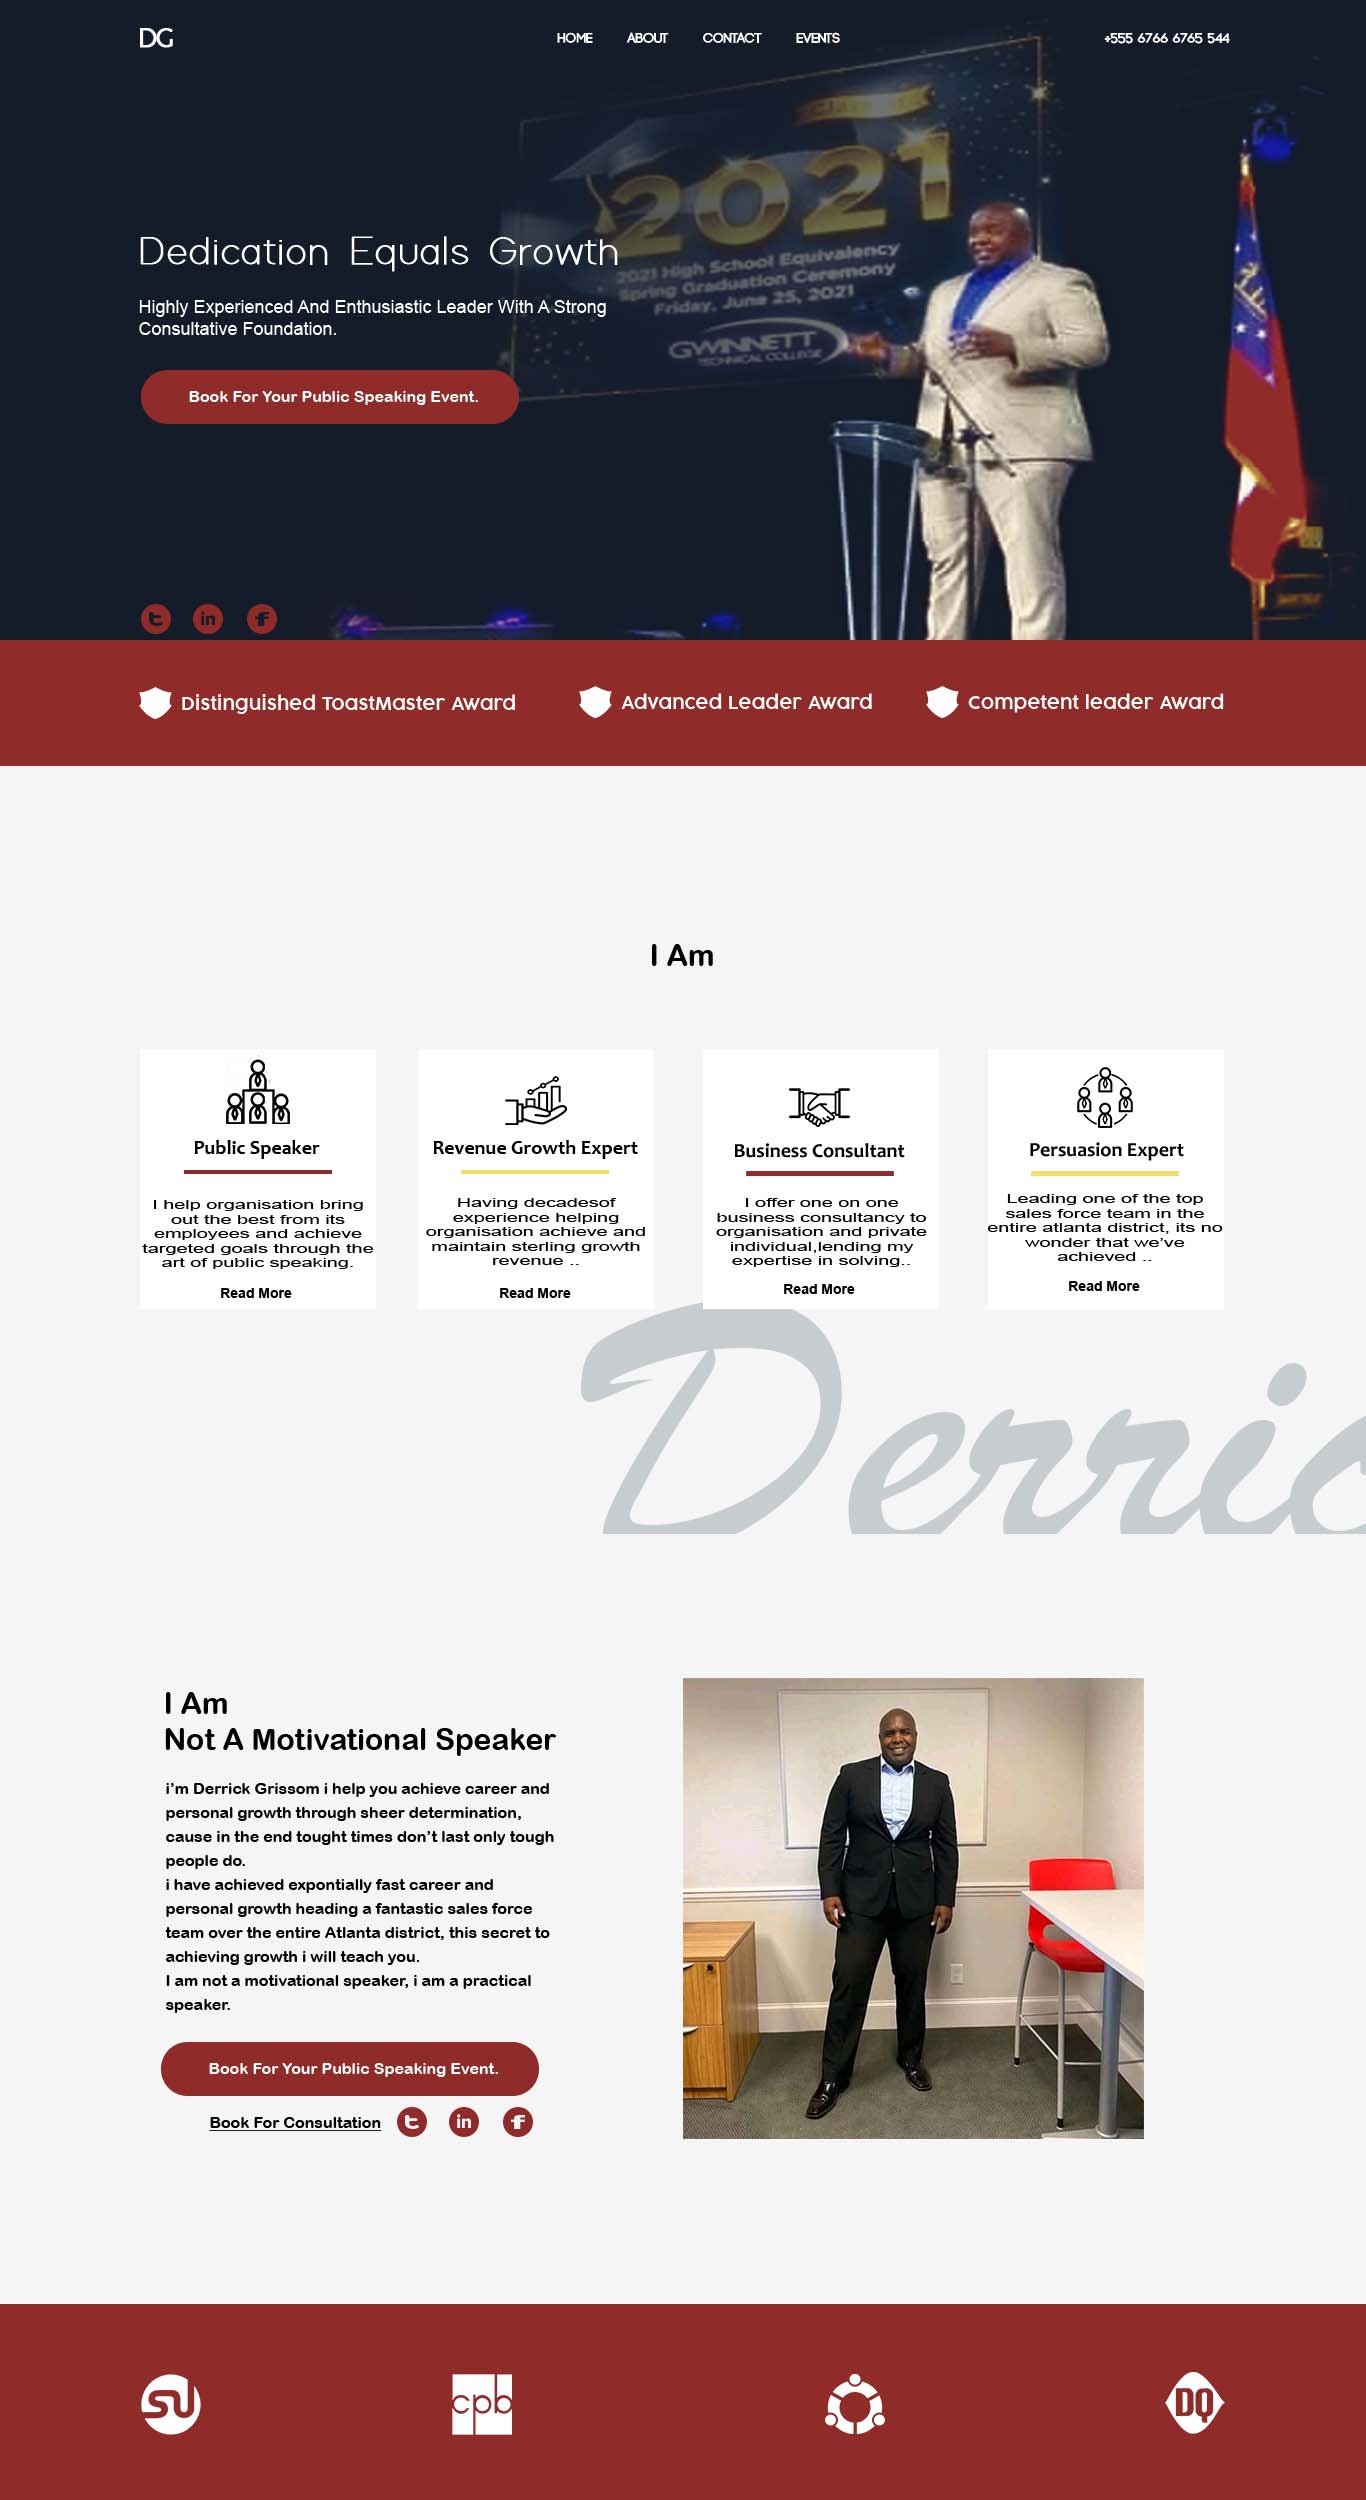 DG
HOME ABOUT CONTACT EVENTS
+555 6766 6765 544
2021
2021 High School Equivalency
Spring Graduation Ceremony
Friday, June 25, 2021
GWINNETT
TECHNICAL COLLEGE
Dedication Equals Growth
Highly Experienced And Enthusiastic Leader With A Strong
Consultative Foundation.
Book For Your Public Speaking Event.
t in f
Distinguished ToastMaster Award
Advanced Leader Award
Competent leader Award
I Am
Public Speaker
I help organisation bring
out the best from its
employees and achieve
targeted goals through the
art of public speaking.
Read More
Revenue Growth Expert
Having decadesof
experience helping
organisation achieve and
maintain sterling growth
revenue ..
Read More
Business Consultant
I offer one on one
business consultancy to
organisation and private
individual,lending my
expertise in solving..
Read More
Persuasion Expert
Leading one of the top
sales force team in the
entire atlanta district, its no
wonder that we’ve
achieved ..
Read More
Derric
I Am
Not A Motivational Speaker
i’m Derrick Grissom i help you achieve career and
personal growth through sheer determination,
cause in the end tought times don’t last only tough
people do.
i have achieved expontially fast career and
personal growth heading a fantastic sales force
team over the entire Atlanta district, this secret to
achieving growth i will teach you.
I am not a motivational speaker, i am a practical
speaker.
Book For Your Public Speaking Event.
Book For Consultation
t in f
su
cpb
DQ